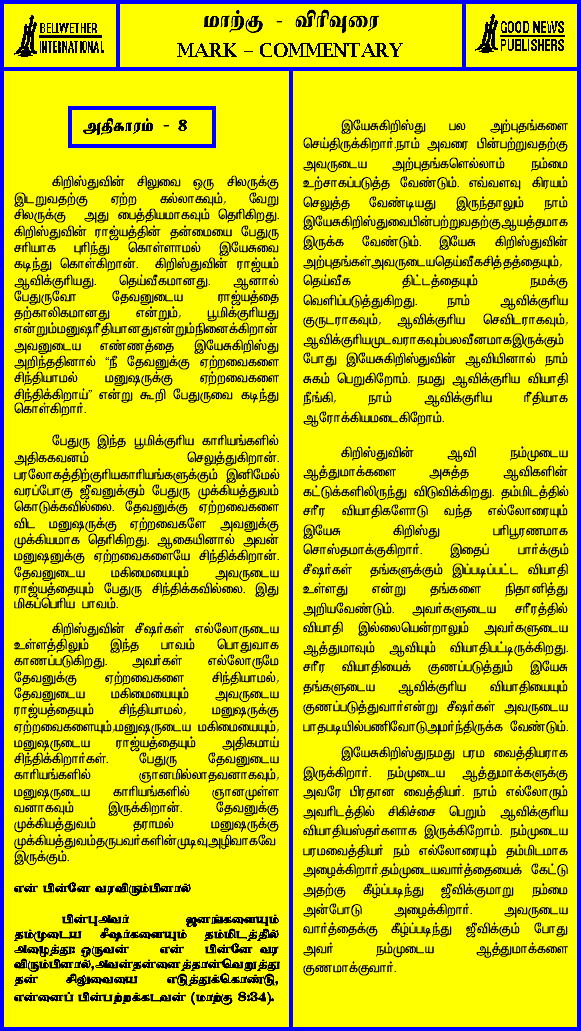 BELWETHER
INTERNATIONAL
மாற்கு - விரிவுரை
MARK – COMMENTARY
GOOD NEWS
PUBLISHERS
அதிகாரம் - 8
கிறிஸ்துவின் சிலுவை ஒரு சிலருக்கு
இடறுவதற்கு ஏற்ற கல்லாகவும், வேறு
சிலருக்கு அது பைத்தியமாகவும் தெரிகிறது.
கிறிஸ்துவின் ராஜ்யத்தின் தன்மையை பேதுரு
சரியாக புரிந்து கொள்ளாமல் இயேசுவை
கடிந்து கொள்கிறான். கிறிஸ்துவின் ராஜ்யம்
ஆவிக்குரியது. தெய்வீகமானது. ஆனால்
பேதுருவோ தேவனுடைய ராஜ்யத்தை
தற்காலிகமானது என்றும், பூமிக்குரியது
என்றும்மனுஷரீதியானதுஎன்றும்நினைக்கிறான்
அவனுடைய எண்ணத்தை இயேசுகிறிஸ்து
அறிந்ததினால் “நீ தேவனுக்கு ஏற்றவைகளை
சிந்தியாமல் மனுஷருக்கு ஏற்றவைகளை
சிந்திக்கிறாய்” என்று கூறி பேதுருவை கடிந்து
கொள்கிறார்.
பேதுரு இந்த பூமிக்குரிய காரியங்களில்
அதிககவனம் செலுத்துகிறான்.
பரலோகத்திற்குரியகாரியங்களுக்கும் இனிமேல்
வரப்போகு ஜீவனுக்கும் பேதுரு முக்கியத்துவம்
கொடுக்கவில்லை. தேவனுக்கு ஏற்றவைகளை
விட மனுஷருக்கு ஏற்றவைகளே அவனுக்கு
முக்கியமாக தெரிகிறது. ஆகையினால் அவன்
மனுஷனுக்கு ஏற்றவைகளையே சிந்திக்கிறான்.
தேவனுடைய மகிமையையும் அவருடைய
ராஜ்யத்தையும் பேதுரு சிந்திக்கவில்லை. இது
மிகப்பெரிய பாவம்.
கிறிஸ்துவின் சீஷர்கள் எல்லோருடைய
உள்ளத்திலும் இந்த பாவம் பொதுவாக
காணப்படுகிறது. அவர்கள் எல்லோருமே
தேவனுக்கு ஏற்றவைகளை சிந்தியாமல்,
தேவனுடைய மகிமையையும் அவருடைய
ராஜ்யத்தையும் சிந்தியாமல், மனுஷருக்கு
ஏற்றவைகளையும்,மனுஷருடைய மகிமையையும்,
மனுஷருடைய ராஜ்யத்தையும் அதிகமாய்
சிந்திக்கிறார்கள். பேதுரு தேவனுடைய
காரியங்களில் ஞானமில்லாதவனாகவும்,
மனுஷருடைய காரியங்களில் ஞானமுள்ள
வனாகவும் இருக்கிறான். தேவனுக்கு
முக்கியத்துவம் தராமல் மனுஷருக்கு
முக்கியத்துவம்தருபவர்களின்முடிவுஅழிவாகவே
இருக்கும்.
என் பின்னே வரவிரும்பினால்
பின்புஅவர் ஜனங்களையும்
தம்முடைய சீஷர்களையும் தம்மிடத்தில்
அழைத்து: ஒருவன் என் பின்னே வர
விரும்பினால்,அவன்தன்னைத்தான்வெறுத்து
தன் சிலுவையை எடுத்துக்கொண்டு,
என்னைப் பின்பற்றக்கடவன் (மாற்கு 8:34).
இயேசுகிறிஸ்து பல அற்புதங்களை
செய்திருக்கிறார்.நாம் அவரை பின்பற்றுவதற்கு
அவருடைய அற்புதங்களெல்லாம் நம்மை
உற்சாகப்படுத்த வேண்டும். எவ்வளவு கிரயம்
செலுத்த வேண்டியது இருந்தாலும் நாம்
இயேசுகிறிஸ்துவைபின்பற்றுவதற்குஆயத்தமாக
இருக்க வேண்டும். இயேசு கிறிஸ்துவின்
அற்புதங்கள்அவருடையதெய்வீகசித்தத்தையும்,
தெய்வீக திட்டத்தையும் நமக்கு
வெளிப்படுத்துகிறது. நாம் ஆவிக்குரிய
குருடராகவும், ஆவிக்குரிய செவிடராகவும்,
ஆவிக்குரியமுடவராகவும்பலவீனமாகஇருக்கும்
போது இயேசுகிறிஸ்துவின் ஆவியினால் நாம்
சுகம் பெறுகிறோம். நமது ஆவிக்குரிய வியாதி
நீங்கி, நாம் ஆவிக்குரிய ரீதியாக
ஆரோக்கியமடைகிறோம்.
கிறிஸ்துவின் ஆவி நம்முடைய
ஆத்துமாக்களை அசுத்த ஆவிகளின்
கட்டுக்களிலிருந்து விடுவிக்கிறது. தம்மிடத்தில்
சரீர வியாதிகளோடு வந்த எல்லோரையும்
இயேசு கிறிஸ்து பரிபூரணமாக
சொஸ்தமாக்குகிறார். இதைப் பார்க்கும்
சீஷர்கள் தங்களுக்கும் இப்படிப்பட்ட வியாதி
உள்ளது என்று தங்களை நிதானித்து
அறியவேண்டும். அவர்களுடைய சரீரத்தில்
வியாதி இல்லையென்றாலும் அவர்களுடைய
ஆத்துமாவும் ஆவியும் வியாதிபட்டிருக்கிறது.
சரீர வியாதியைக் குணப்படுத்தும் இயேசு
தங்களுடைய ஆவிக்குரிய வியாதியையும்
குணப்படுத்துவார்என்று சீஷர்கள் அவருடைய
பாதபடியில்பணிவோடுஅமர்ந்திருக்க வேண்டும்.
இயேசுகிறிஸ்துநமது பரம வைத்தியராக
இருக்கிறார். நம்முடைய ஆத்துமாக்களுக்கு
அவரே பிரதான வைத்தியர். நாம் எல்லோரும்
அவரிடத்தில் சிகிச்சை பெறும் ஆவிக்குரிய
வியாதியஸ்தர்களாக இருக்கிறோம். நம்முடைய
பரமவைத்தியர் நம் எல்லோரையும் தம்மிடமாக
அழைக்கிறார்.தம்முடையவார்த்தையைக் கேட்டு
அதற்கு கீழ்ப்படிந்து ஜீவிக்குமாறு நம்மை
அன்போடு அழைக்கிறார். அவருடைய
வார்த்தைக்கு கீழ்ப்படிந்து ஜீவிக்கும் போது
அவர் நம்முடைய ஆத்துமாக்களை
குணமாக்குவார்.